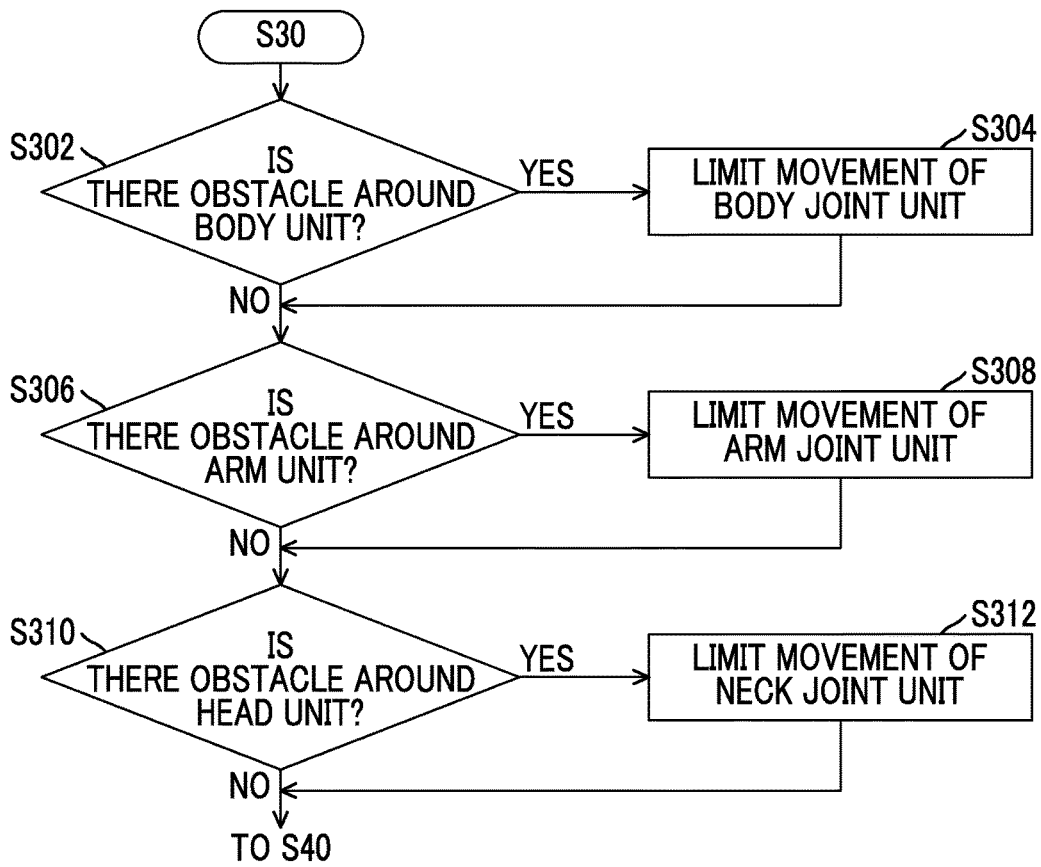 S30
S302
IS
THERE OBSTACLE AROUND
BODY UNIT?
YES
S304
LIMIT MOVEMENT OF
BODY JOINT UNIT
NO
S306
IS
THERE OBSTACLE AROUND
ARM UNIT?
YES
S308
LIMIT MOVEMENT OF
ARM JOINT UNIT
NO
S310
IS
THERE OBSTACLE AROUND
HEAD UNIT?
YES
S312
LIMIT MOVEMENT OF
NECK JOINT UNIT
NO
TO S40